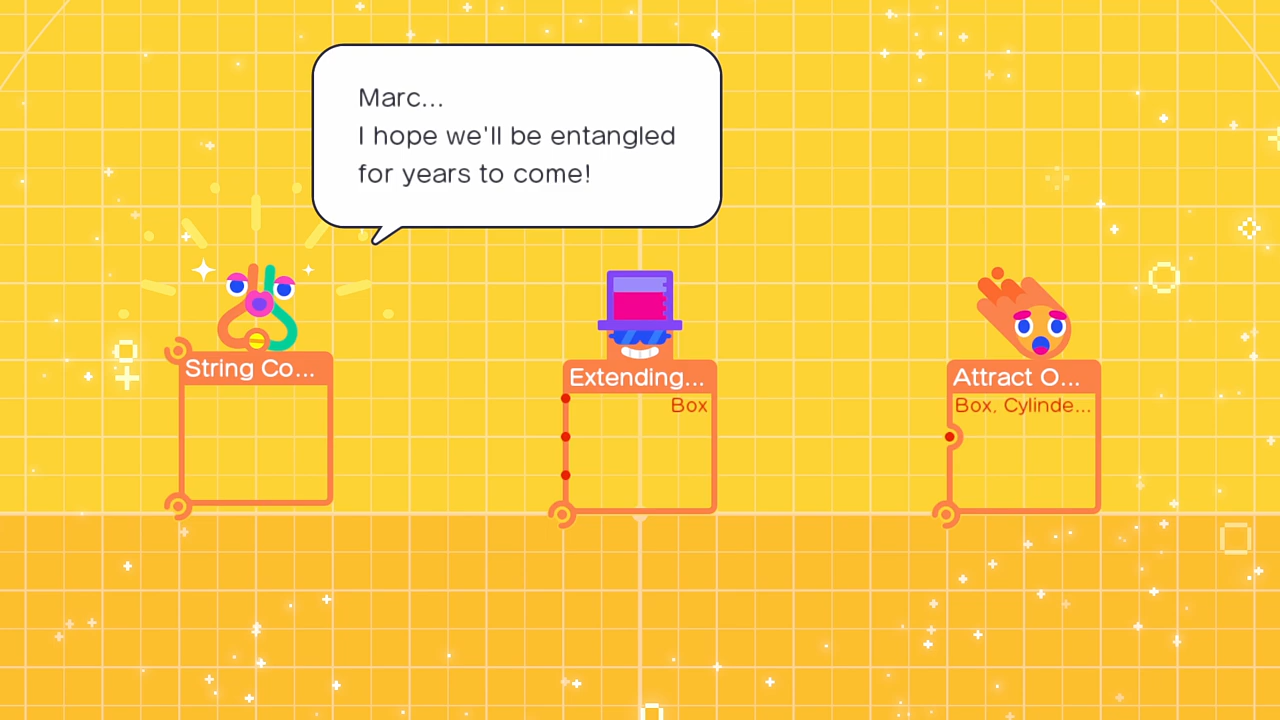 Marc...
I hope we'll be entangled
for years to come!
String Co...
Extending...
Box
Attract O...
Box, Cylinde...